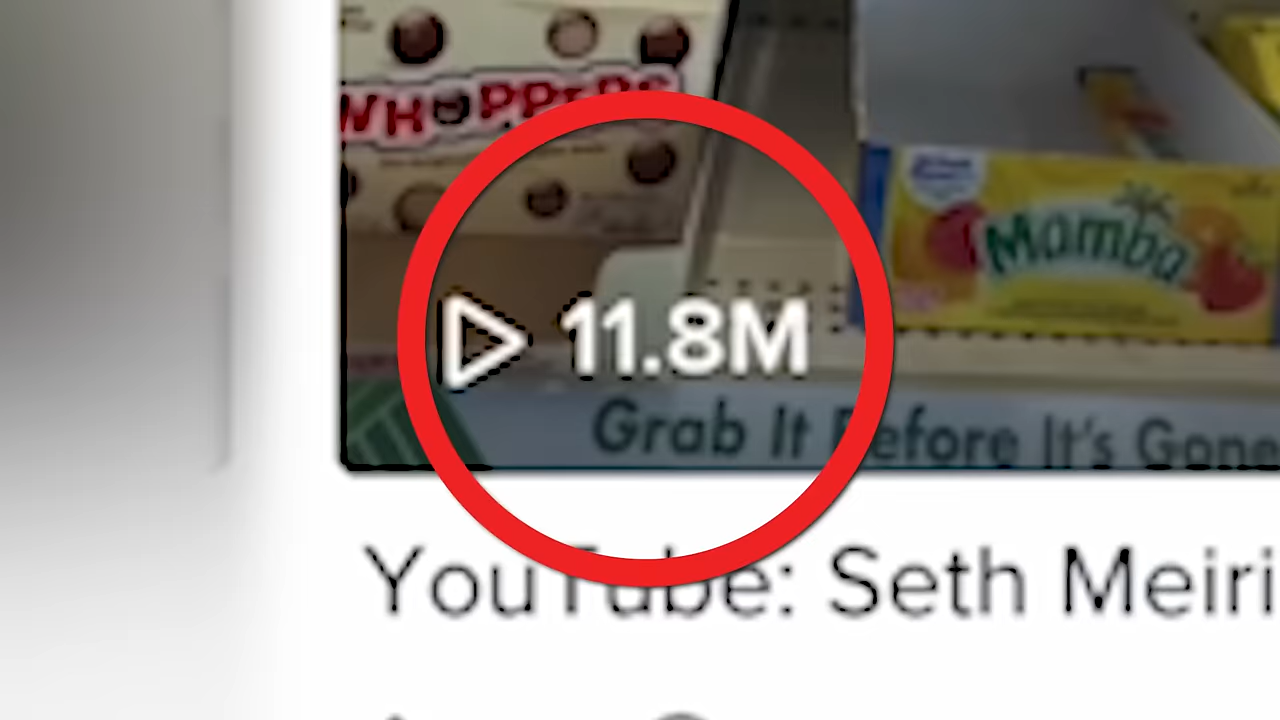 WHOPPERS
Mamba
11.8M
Grab It Before It's Gone
YouTube: Seth Meiri